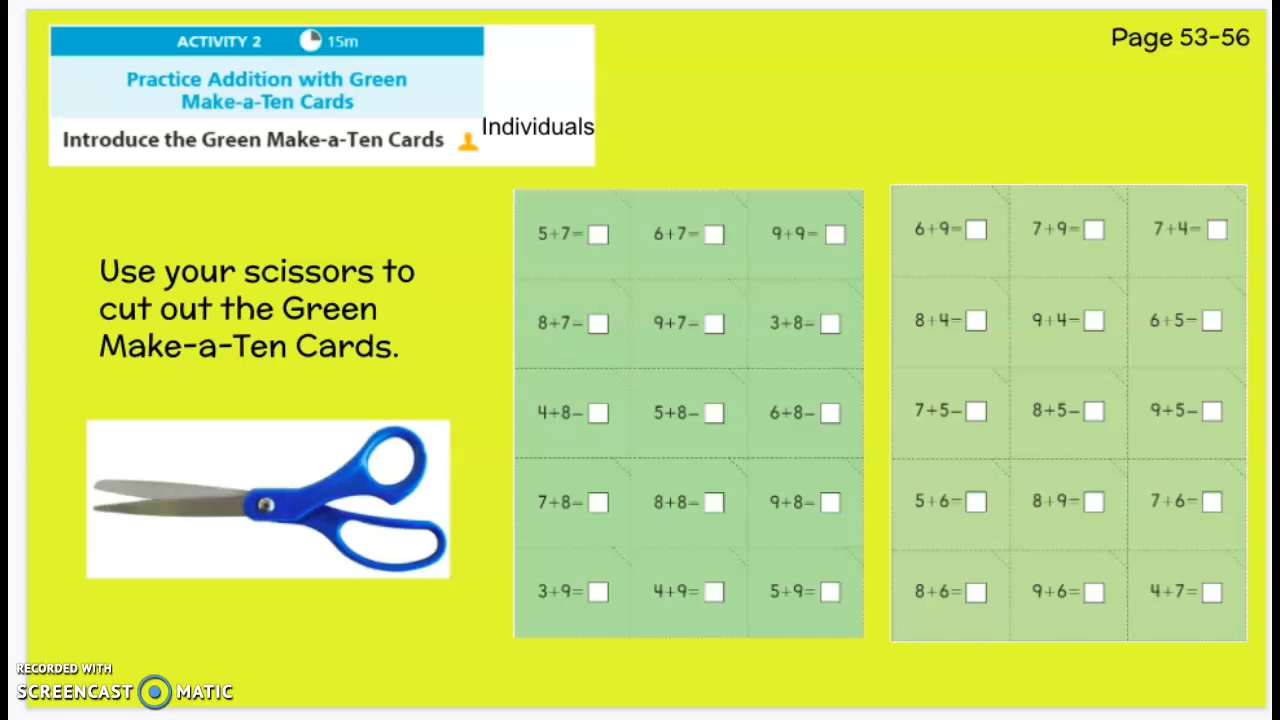 ACTIVITY 2 15m
Page 53-56
Practice Addition with Green
Make-a-Ten Cards
Introduce the Green Make-a-Ten Cards
Individuals
Use your scissors to
cut out the Green
Make-a-Ten Cards.
5+7= 6+7= 9+9=
8+7= 9+7= 3+8=
4+8= 5+8= 6+8=
7+8= 8+8= 9+8=
3+9= 4+9= 5+9=
6+9= 7+9= 7+4=
8+4= 9+4= 6+5=
7+5= 8+5= 9+5=
5+6= 8+9= 7+6=
8+6= 9+6= 4+7=
RECORDED WITH
SCREENCAST MATIC